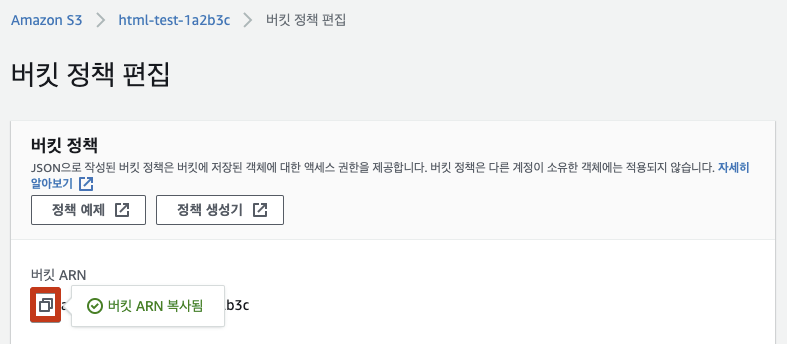 Amazon S3 > html-test-1a2b3c > 버킷 정책 편집
버킷 정책 편집
버킷 정책
JSON으로 작성된 버킷 정책은 버킷에 저장된 객체에 대한 액세스 권한을 제공합니다. 버킷 정책은 다른 계정이 소유한 객체에는 적용되지 않습니다. 자세히
알아보기
정책 예제 정책 생성기
버킷 ARN
버킷 ARN 복사됨